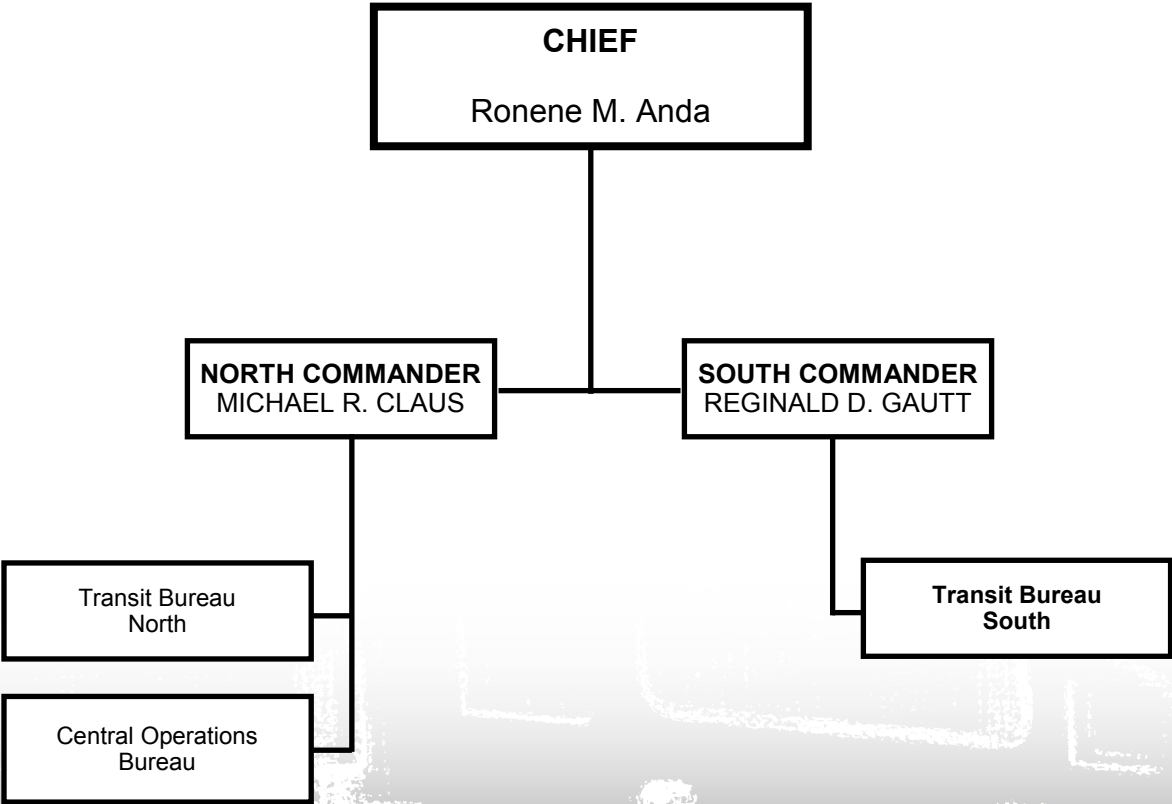 CHIEF
Ronene M. Anda
NORTH COMMANDER
MICHAEL R. CLAUS
SOUTH COMMANDER
REGINALD D. GAUTT
Transit Bureau
North
Transit Bureau
South
Central Operations
Bureau